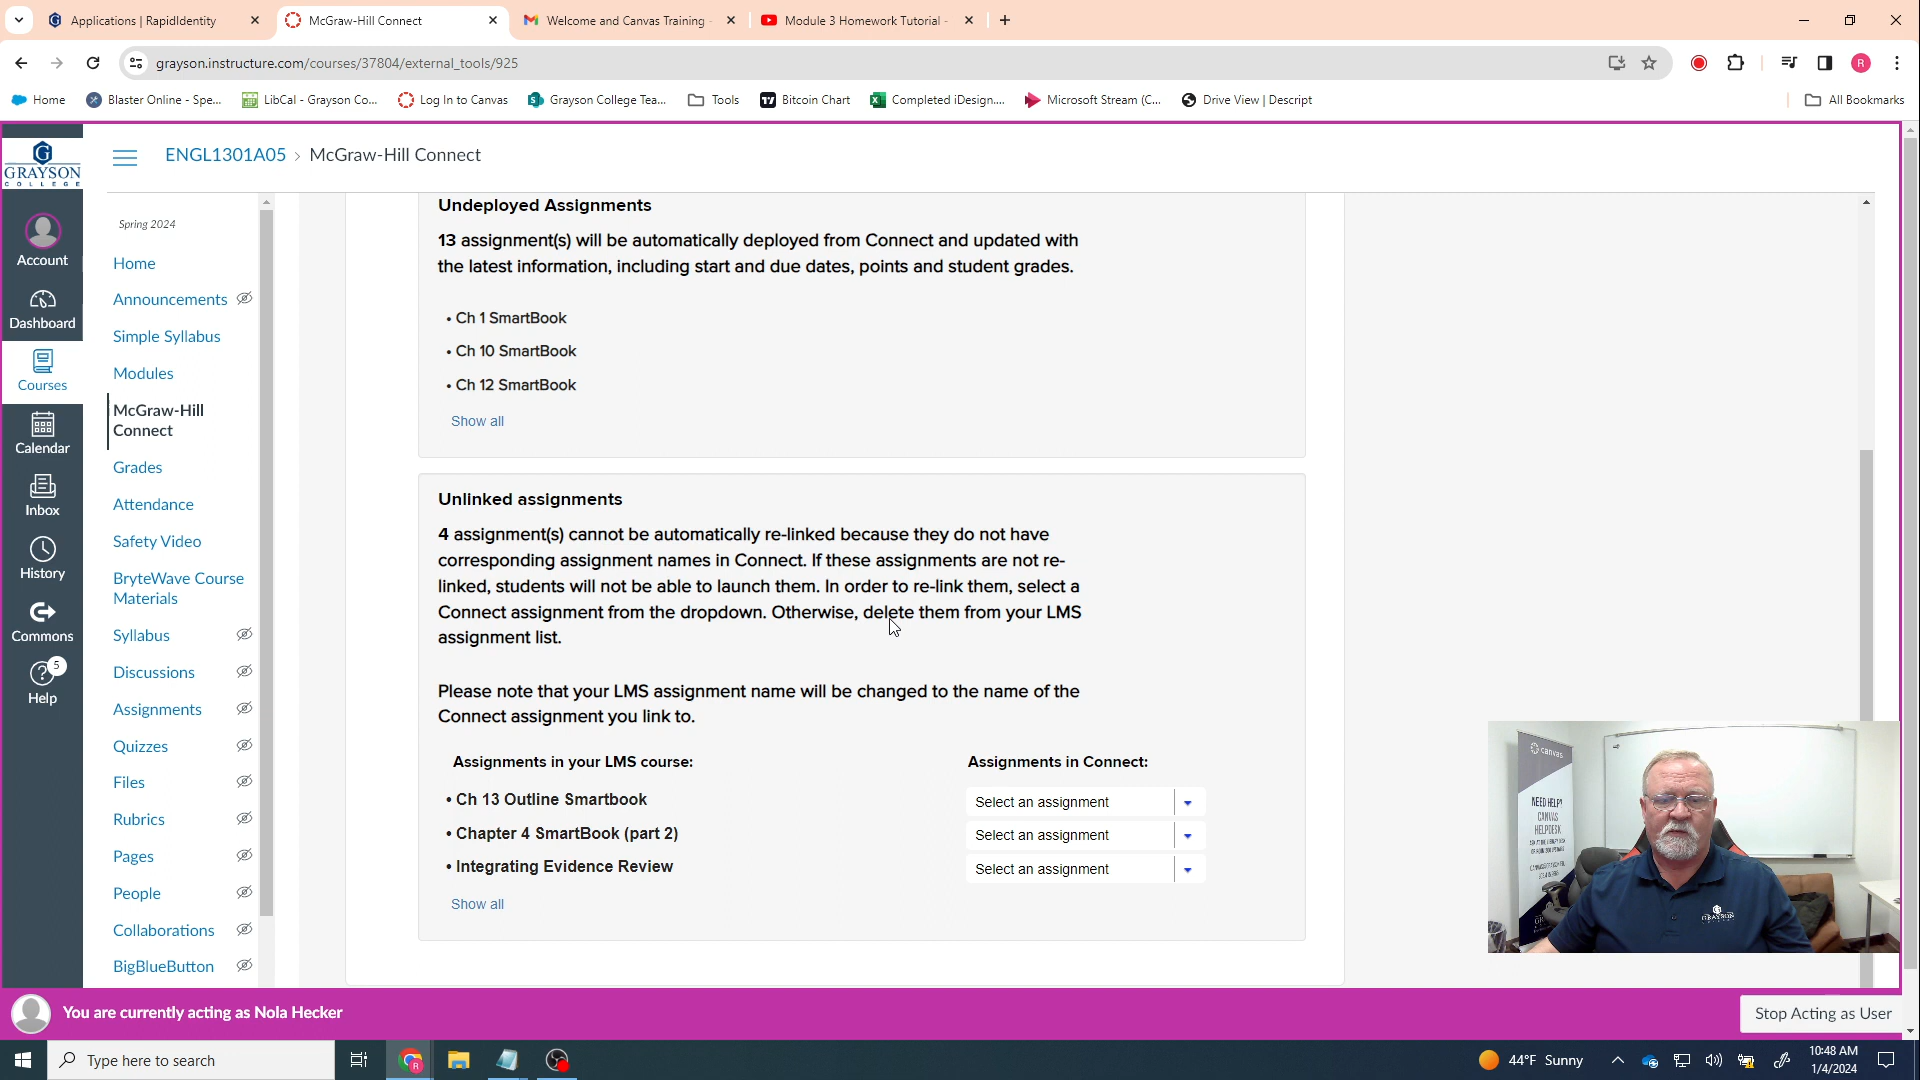 Applications | RapidIdentity
McGraw-Hill Connect
Welcome and Canvas Training
Module 3 Homework Tutorial -
grayson.instructure.com/courses/37804/external_tools/925
R
Home
Blaster Online - Spe...
LibCal - Grayson Co...
Log In to Canvas
Grayson College Tea...
Tools
Bitcoin Chart
Completed iDesign....
Microsoft Stream (C...
Drive View | Descript
All Bookmarks
GRAYSON
COLLEGE
ENGL1301A05 > McGraw-Hill Connect
Account
Dashboard
Courses
Calendar
Inbox
History
Commons
5
Help
Spring 2024
Home
Announcements
Simple Syllabus
Modules
McGraw-Hill
Connect
Grades
Attendance
Safety Video
BryteWave Course
Materials
Syllabus
Discussions
Assignments
Quizzes
Files
Rubrics
Pages
People
Collaborations
BigBlueButton
Undeployed Assignments
13 assignment(s) will be automatically deployed from Connect and updated with
the latest information, including start and due dates, points and student grades.
• Ch 1 SmartBook
• Ch 10 SmartBook
• Ch 12 SmartBook
Show all
Unlinked assignments
4 assignment(s) cannot be automatically re-linked because they do not have
corresponding assignment names in Connect. If these assignments are not re-
linked, students will not be able to launch them. In order to re-link them, select a
Connect assignment from the dropdown. Otherwise, delete them from your LMS
assignment list.
Please note that your LMS assignment name will be changed to the name of the
Connect assignment you link to.
Assignments in your LMS course:
Assignments in Connect:
• Ch 13 Outline Smartbook
Select an assignment
• Chapter 4 SmartBook (part 2)
Select an assignment
• Integrating Evidence Review
Select an assignment
Show all
canvas
NEED HELP?
CANVAS
HELPDESK
GRAYSON
You are currently acting as Nola Hecker
Stop Acting as User
Type here to search
44°F Sunny
10:48 AM
1/4/2024